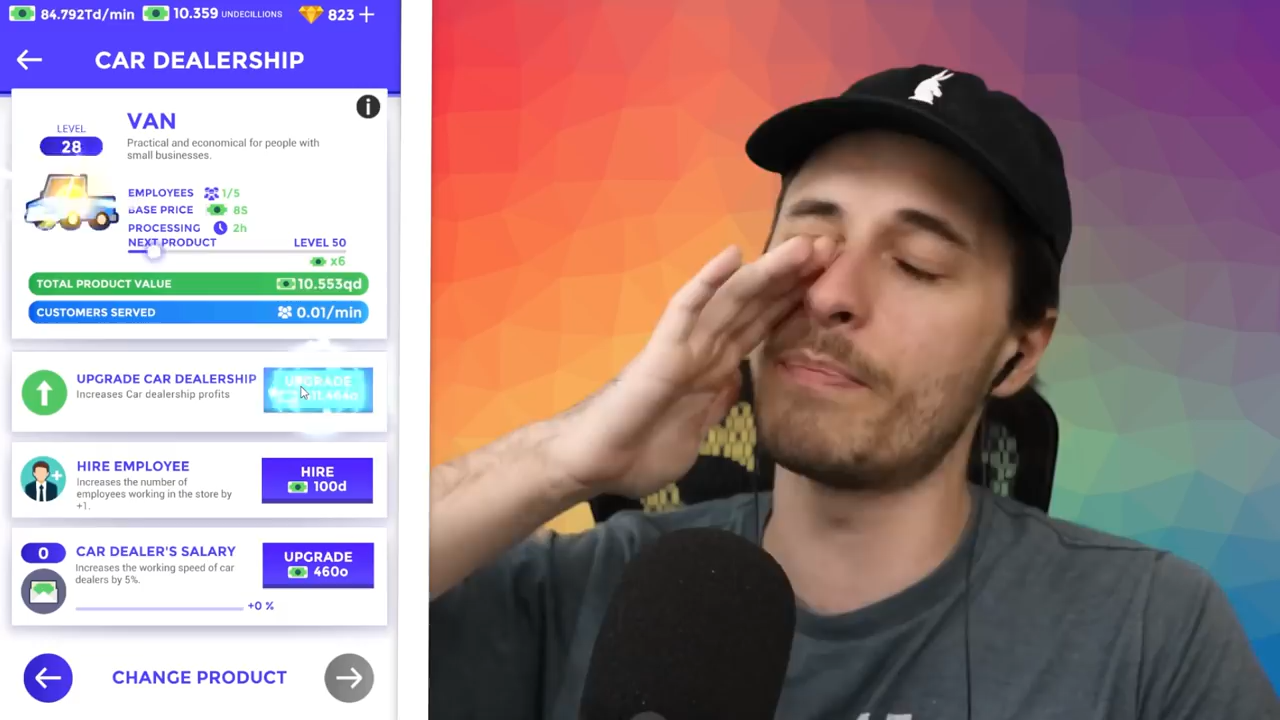 84.792Td/min 10.359 UNDECILLIONS 823 +
CAR DEALERSHIP
i
VAN
LEVEL
28
Practical and economical for people with
small businesses.
EMPLOYEES 1/5
BASE PRICE 8S
PROCESSING 2h
NEXT PRODUCT LEVEL 50
x6
TOTAL PRODUCT VALUE 10.553qd
CUSTOMERS SERVED 0.01/min
UPGRADE CAR DEALERSHIP
Increases Car dealership profits
UPGRADE
HIRE EMPLOYEE
Increases the number of
employees working in the store by
+1.
HIRE
100d
0
CAR DEALER'S SALARY
Increases the working speed of car
dealers by 5%.
UPGRADE
460o
+0 %
CHANGE PRODUCT